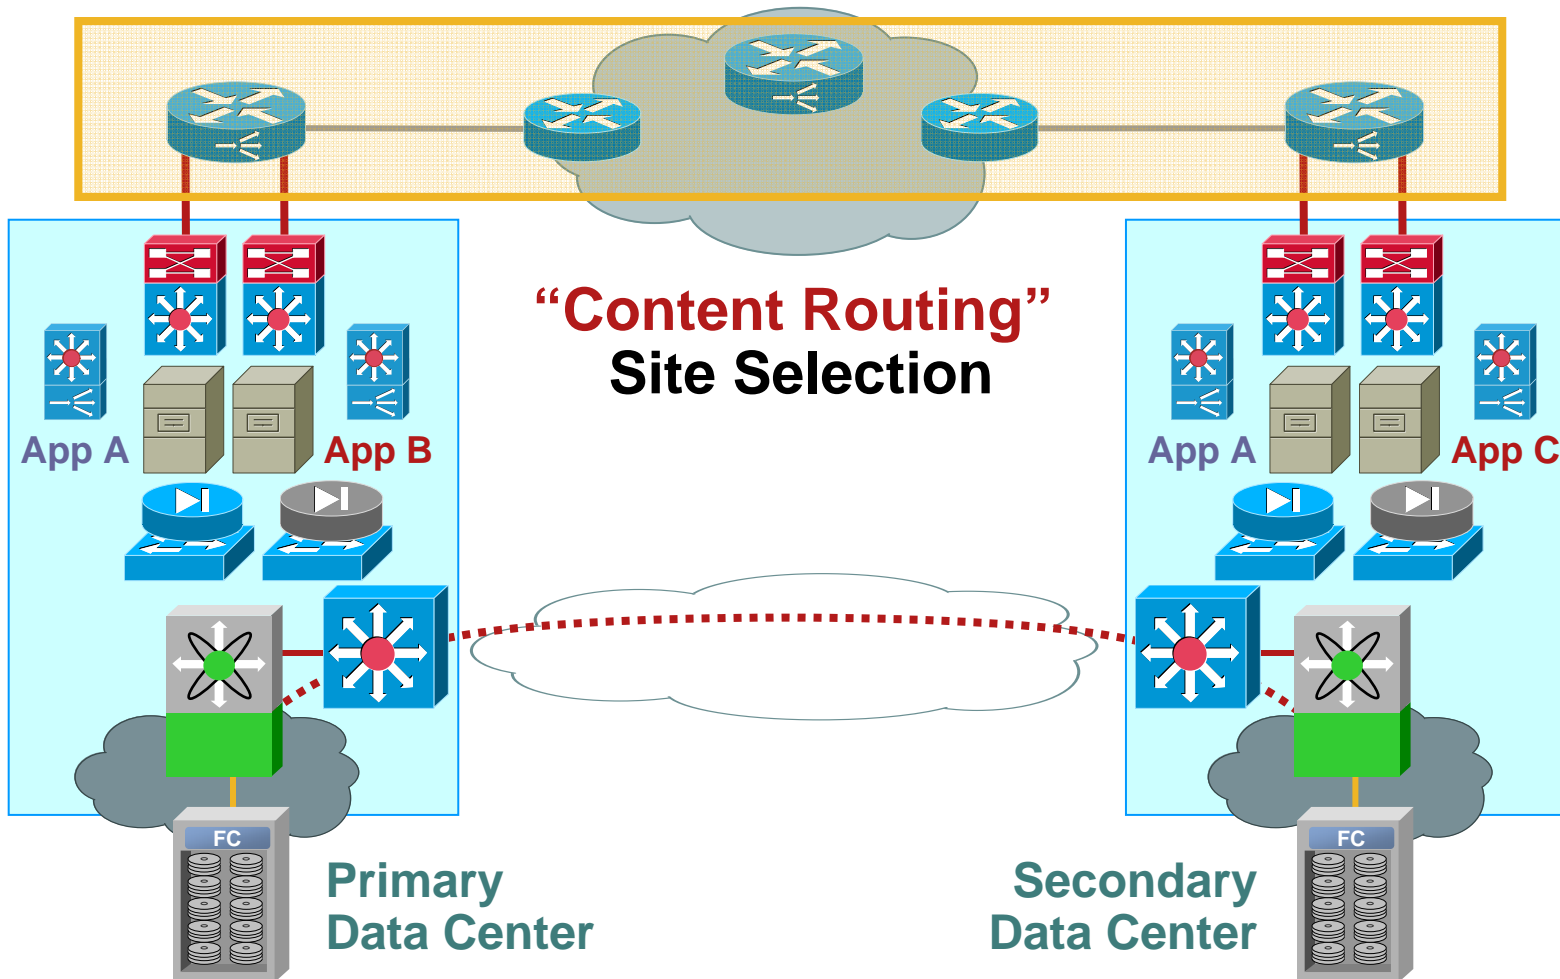 “Content Routing”
Site Selection
App A
App B
App A
App C
FC
FC
Primary
Data Center
Secondary
Data Center